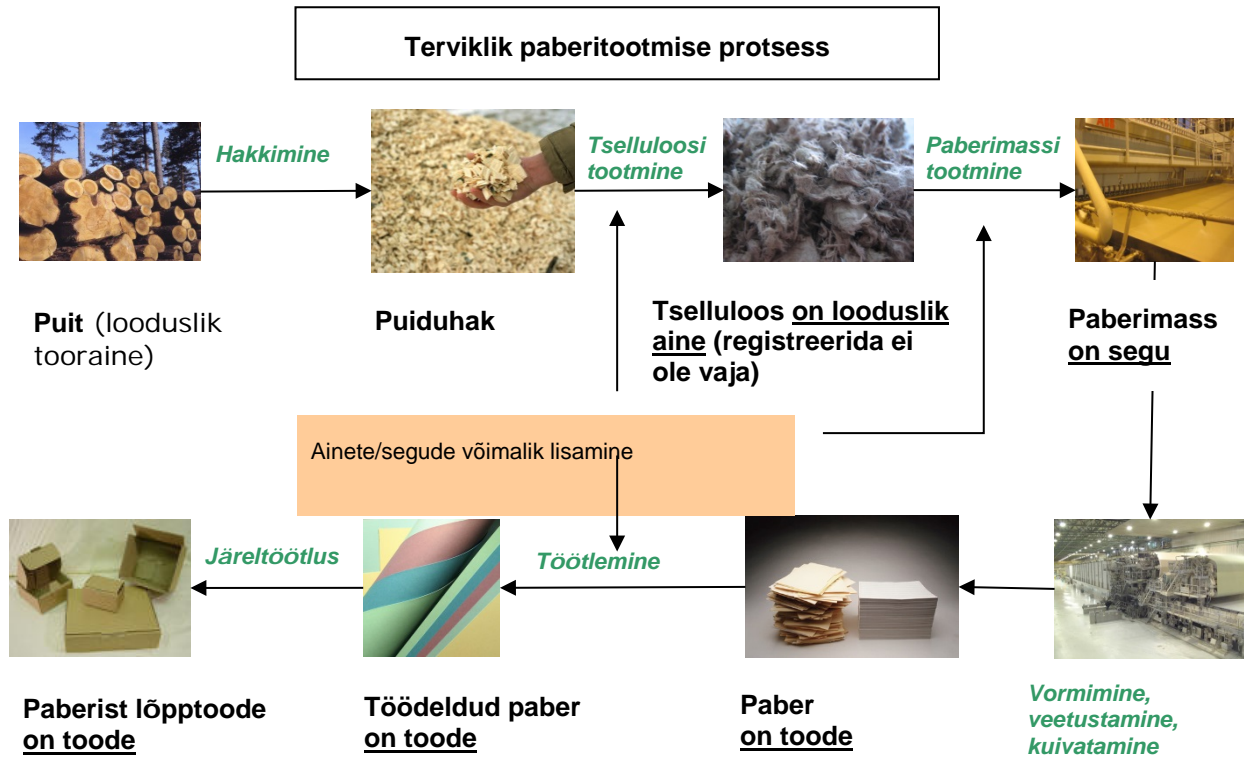 Terviklik paberitootmise protsess
Hakkimine
Tselluloosi
tootmine
Paberimassi
tootmine
Puit (looduslik
tooraine)
Puiduhak
Tselluloos on looduslik
aine (registreerida ei
ole vaja)
Paberimass
on segu
Ainete/segude võimalik lisamine
Järeltöötlus
Töötlemine
Paberist lõpptoode
on toode
Töödeldud paber
on toode
Paber
on toode
Vormimine,
veetustamine,
kuivatamine